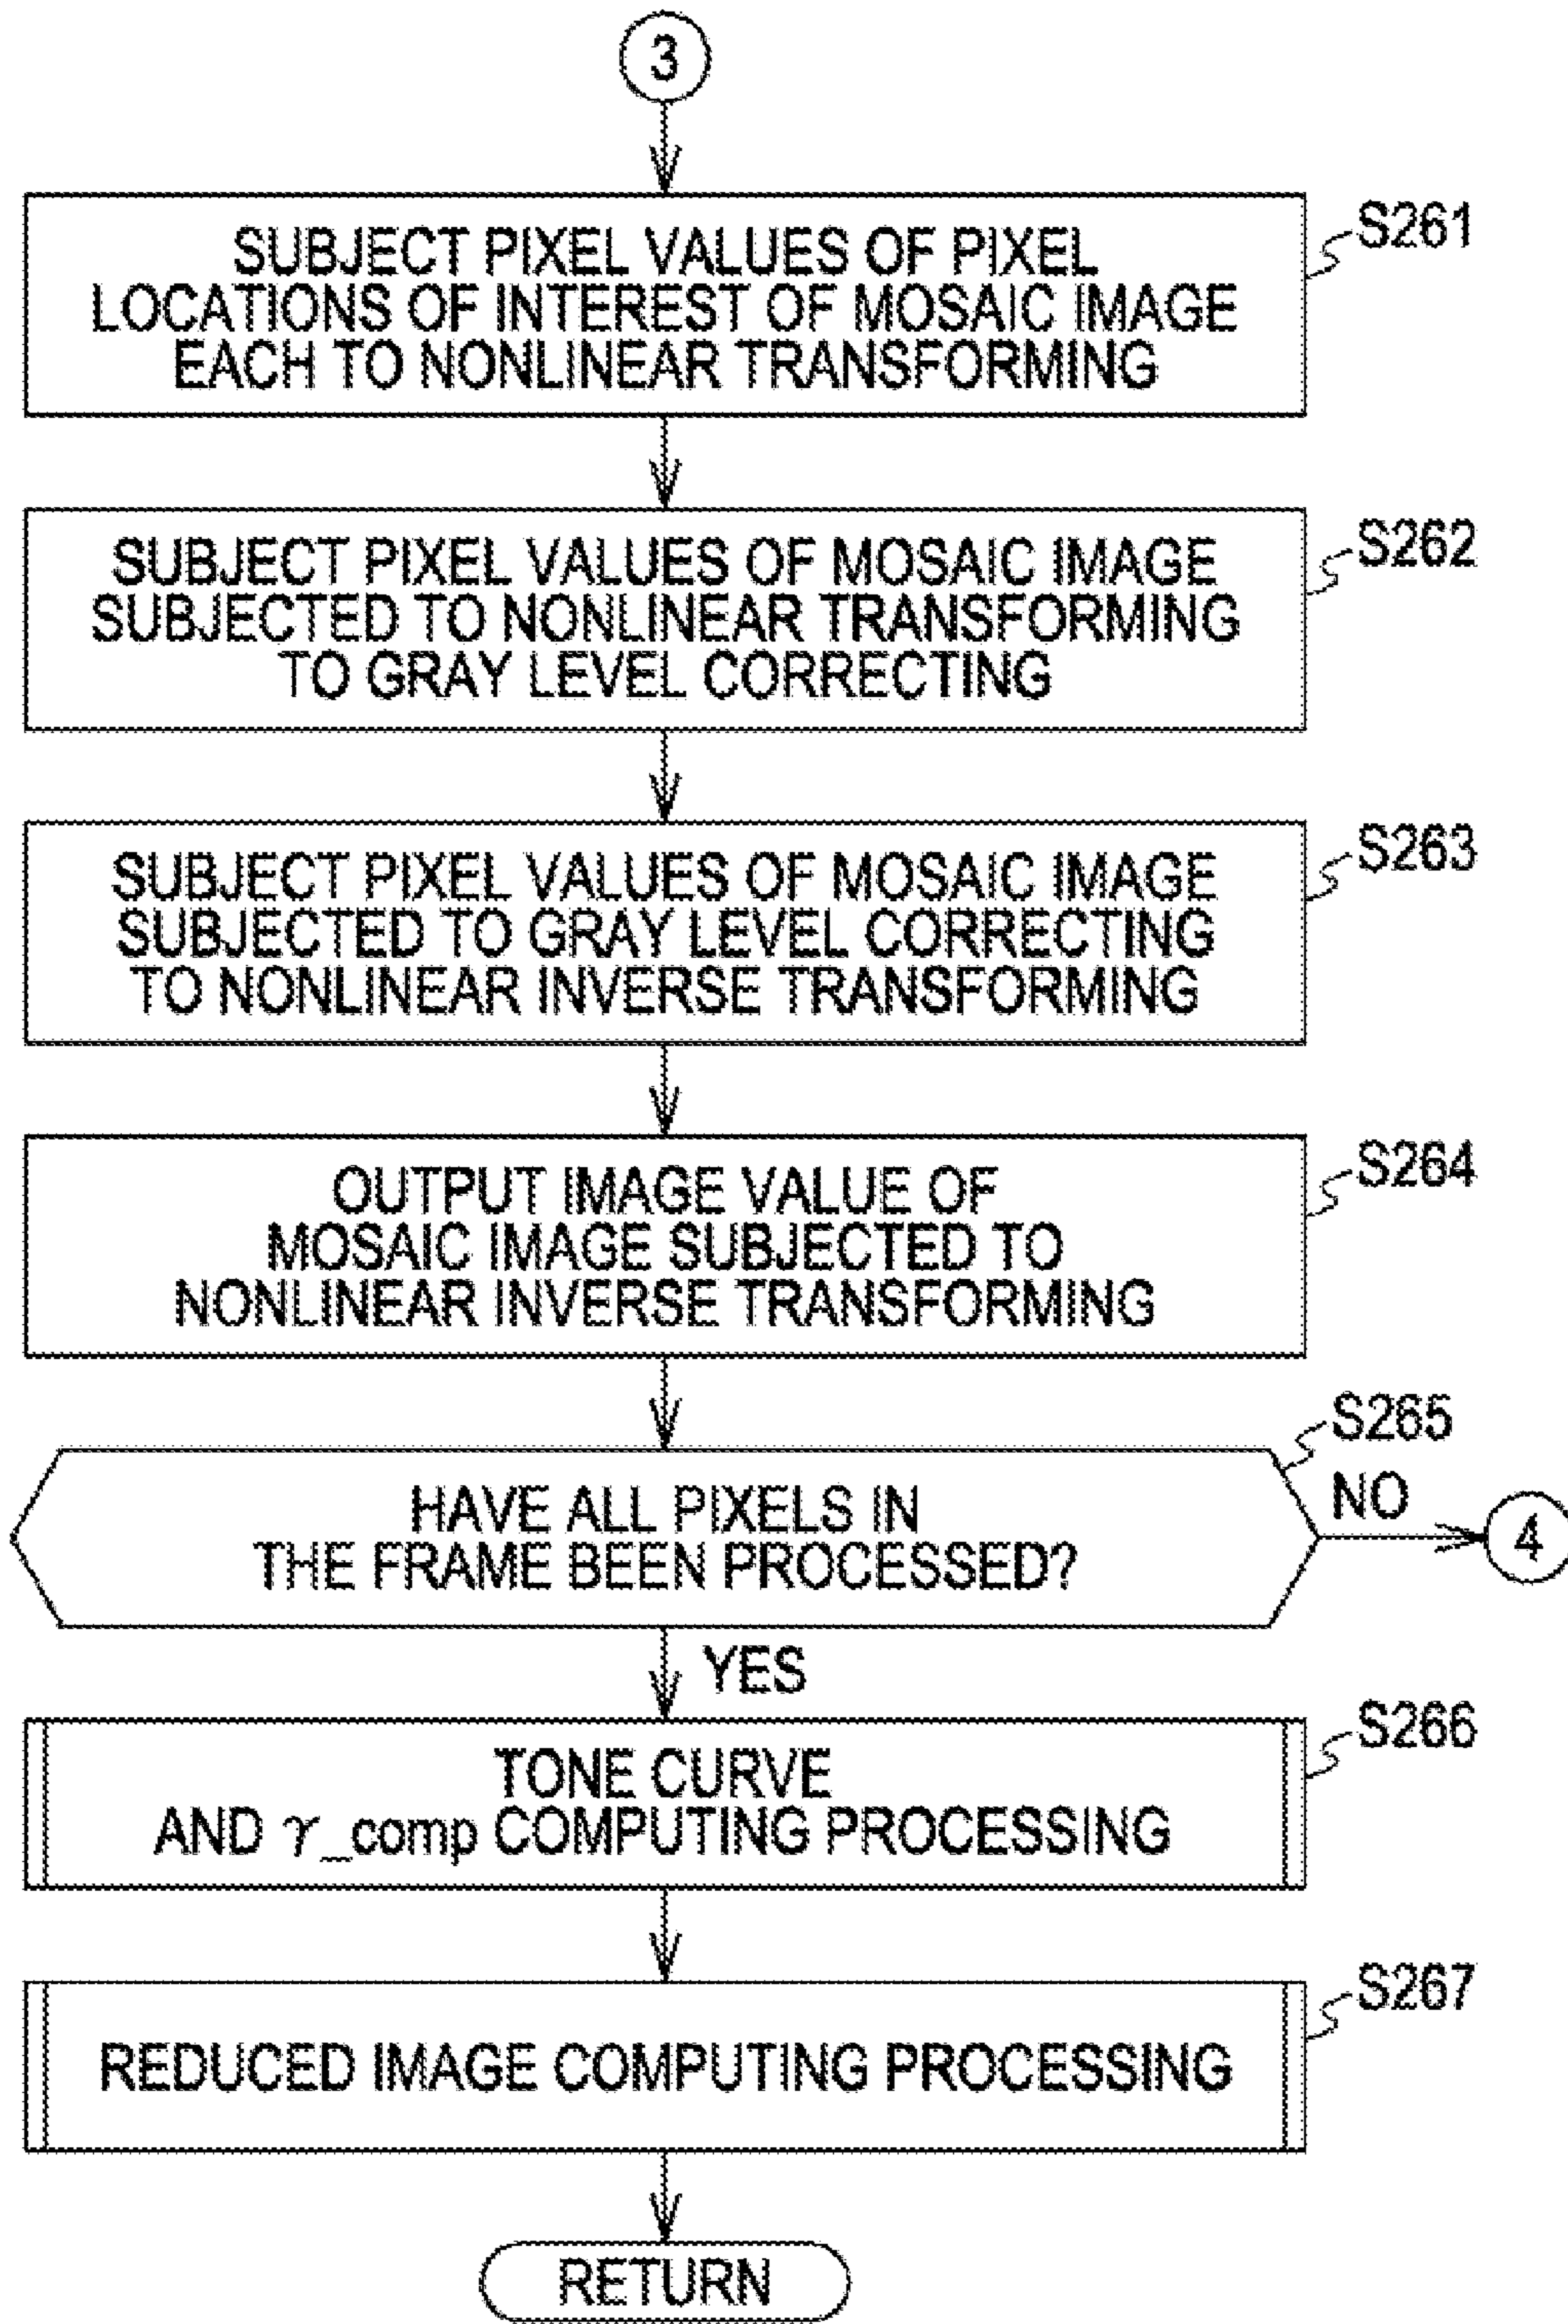 3
SUBJECT PIXEL VALUES OF PIXEL
LOCATIONS OF INTEREST OF MOSAIC IMAGE
EACH TO NONLINEAR TRANSFORMING
S261
SUBJECT PIXEL VALUES OF MOSAIC IMAGE
SUBJECTED TO NONLINEAR TRANSFORMING
TO GRAY LEVEL CORRECTING
S262
SUBJECT PIXEL VALUES OF MOSAIC IMAGE
SUBJECTED TO GRAY LEVEL CORRECTING
TO NONLINEAR INVERSE TRANSFORMING
S263
OUTPUT IMAGE VALUE OF
MOSAIC IMAGE SUBJECTED TO
NONLINEAR INVERSE TRANSFORMING
S264
HAVE ALL PIXELS IN
THE FRAME BEEN PROCESSED?
S265
NO
4
YES
TONE CURVE
AND γ_comp COMPUTING PROCESSING
S266
REDUCED IMAGE COMPUTING PROCESSING
S267
RETURN